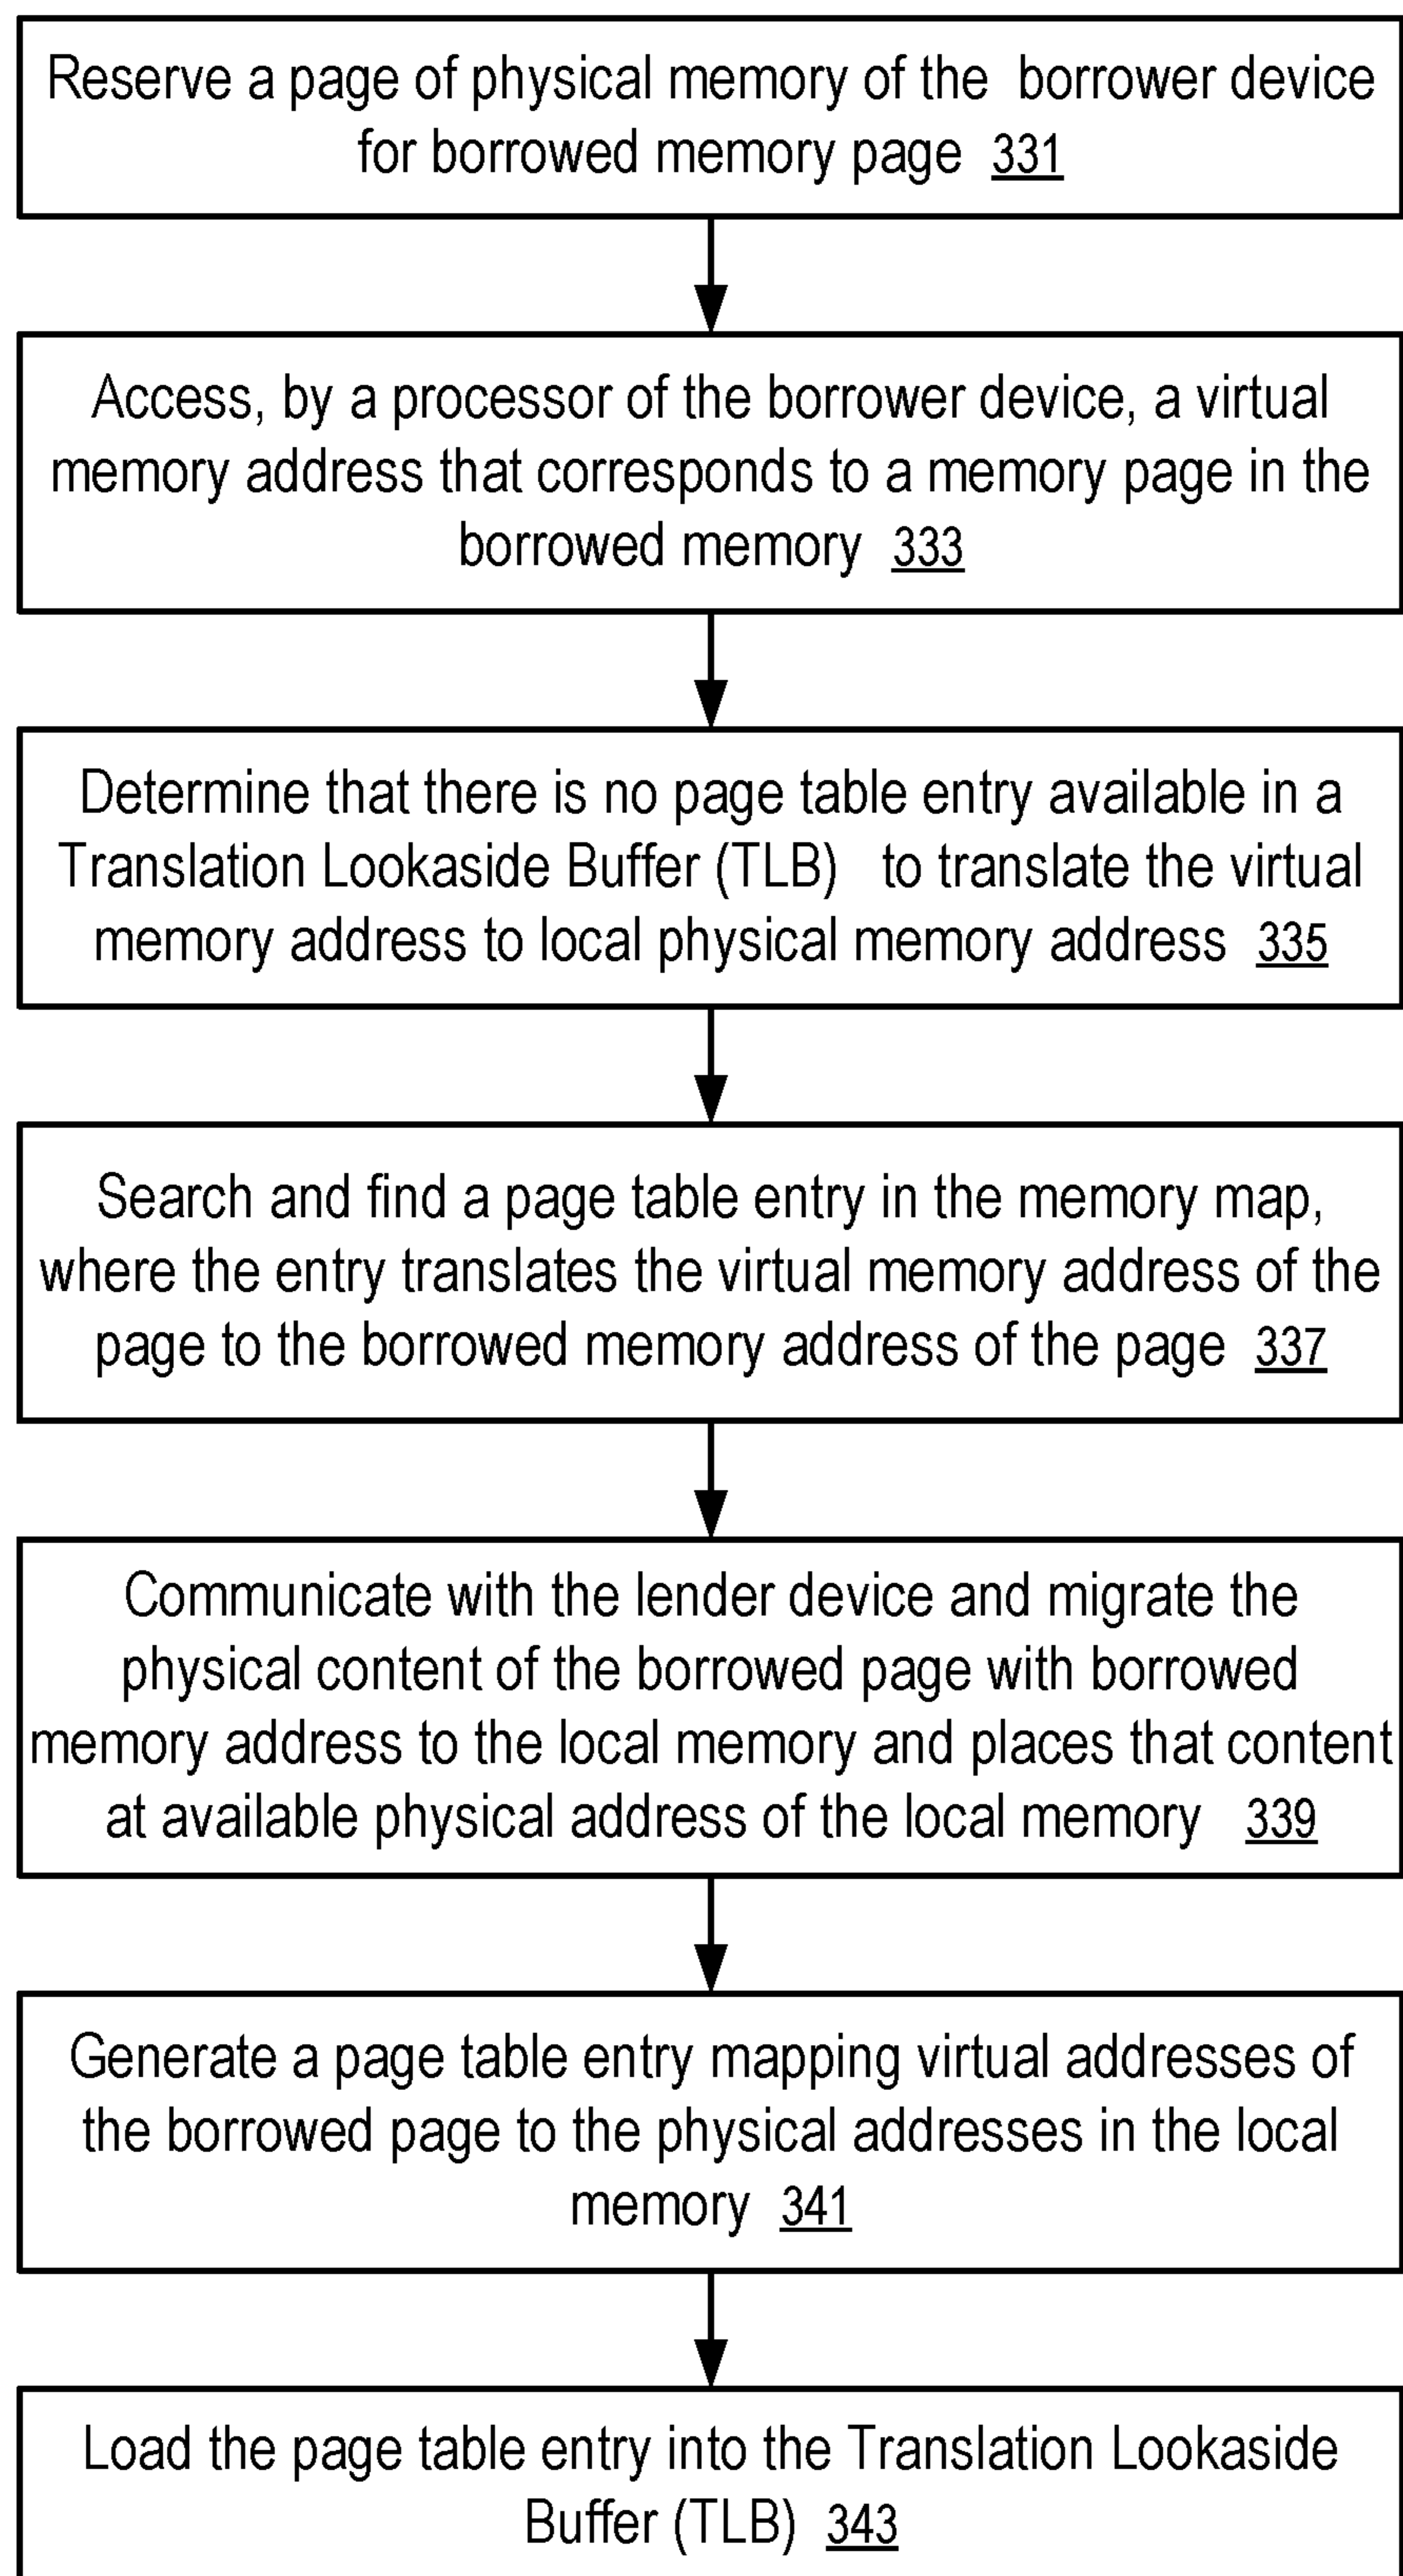 Reserve a page of physical memory of the borrower device
for borrowed memory page 331
Access, by a processor of the borrower device, a virtual
memory address that corresponds to a memory page in the
borrowed memory 333
Determine that there is no page table entry available in a
Translation Lookaside Buffer (TLB) to translate the virtual
memory address to local physical memory address 335
Search and find a page table entry in the memory map,
where the entry translates the virtual memory address of the
page to the borrowed memory address of the page 337
Communicate with the lender device and migrate the
physical content of the borrowed page with borrowed
memory address to the local memory and places that content
at available physical address of the local memory 339
Generate a page table entry mapping virtual addresses of
the borrowed page to the physical addresses in the local
memory 341
Load the page table entry into the Translation Lookaside
Buffer (TLB) 343